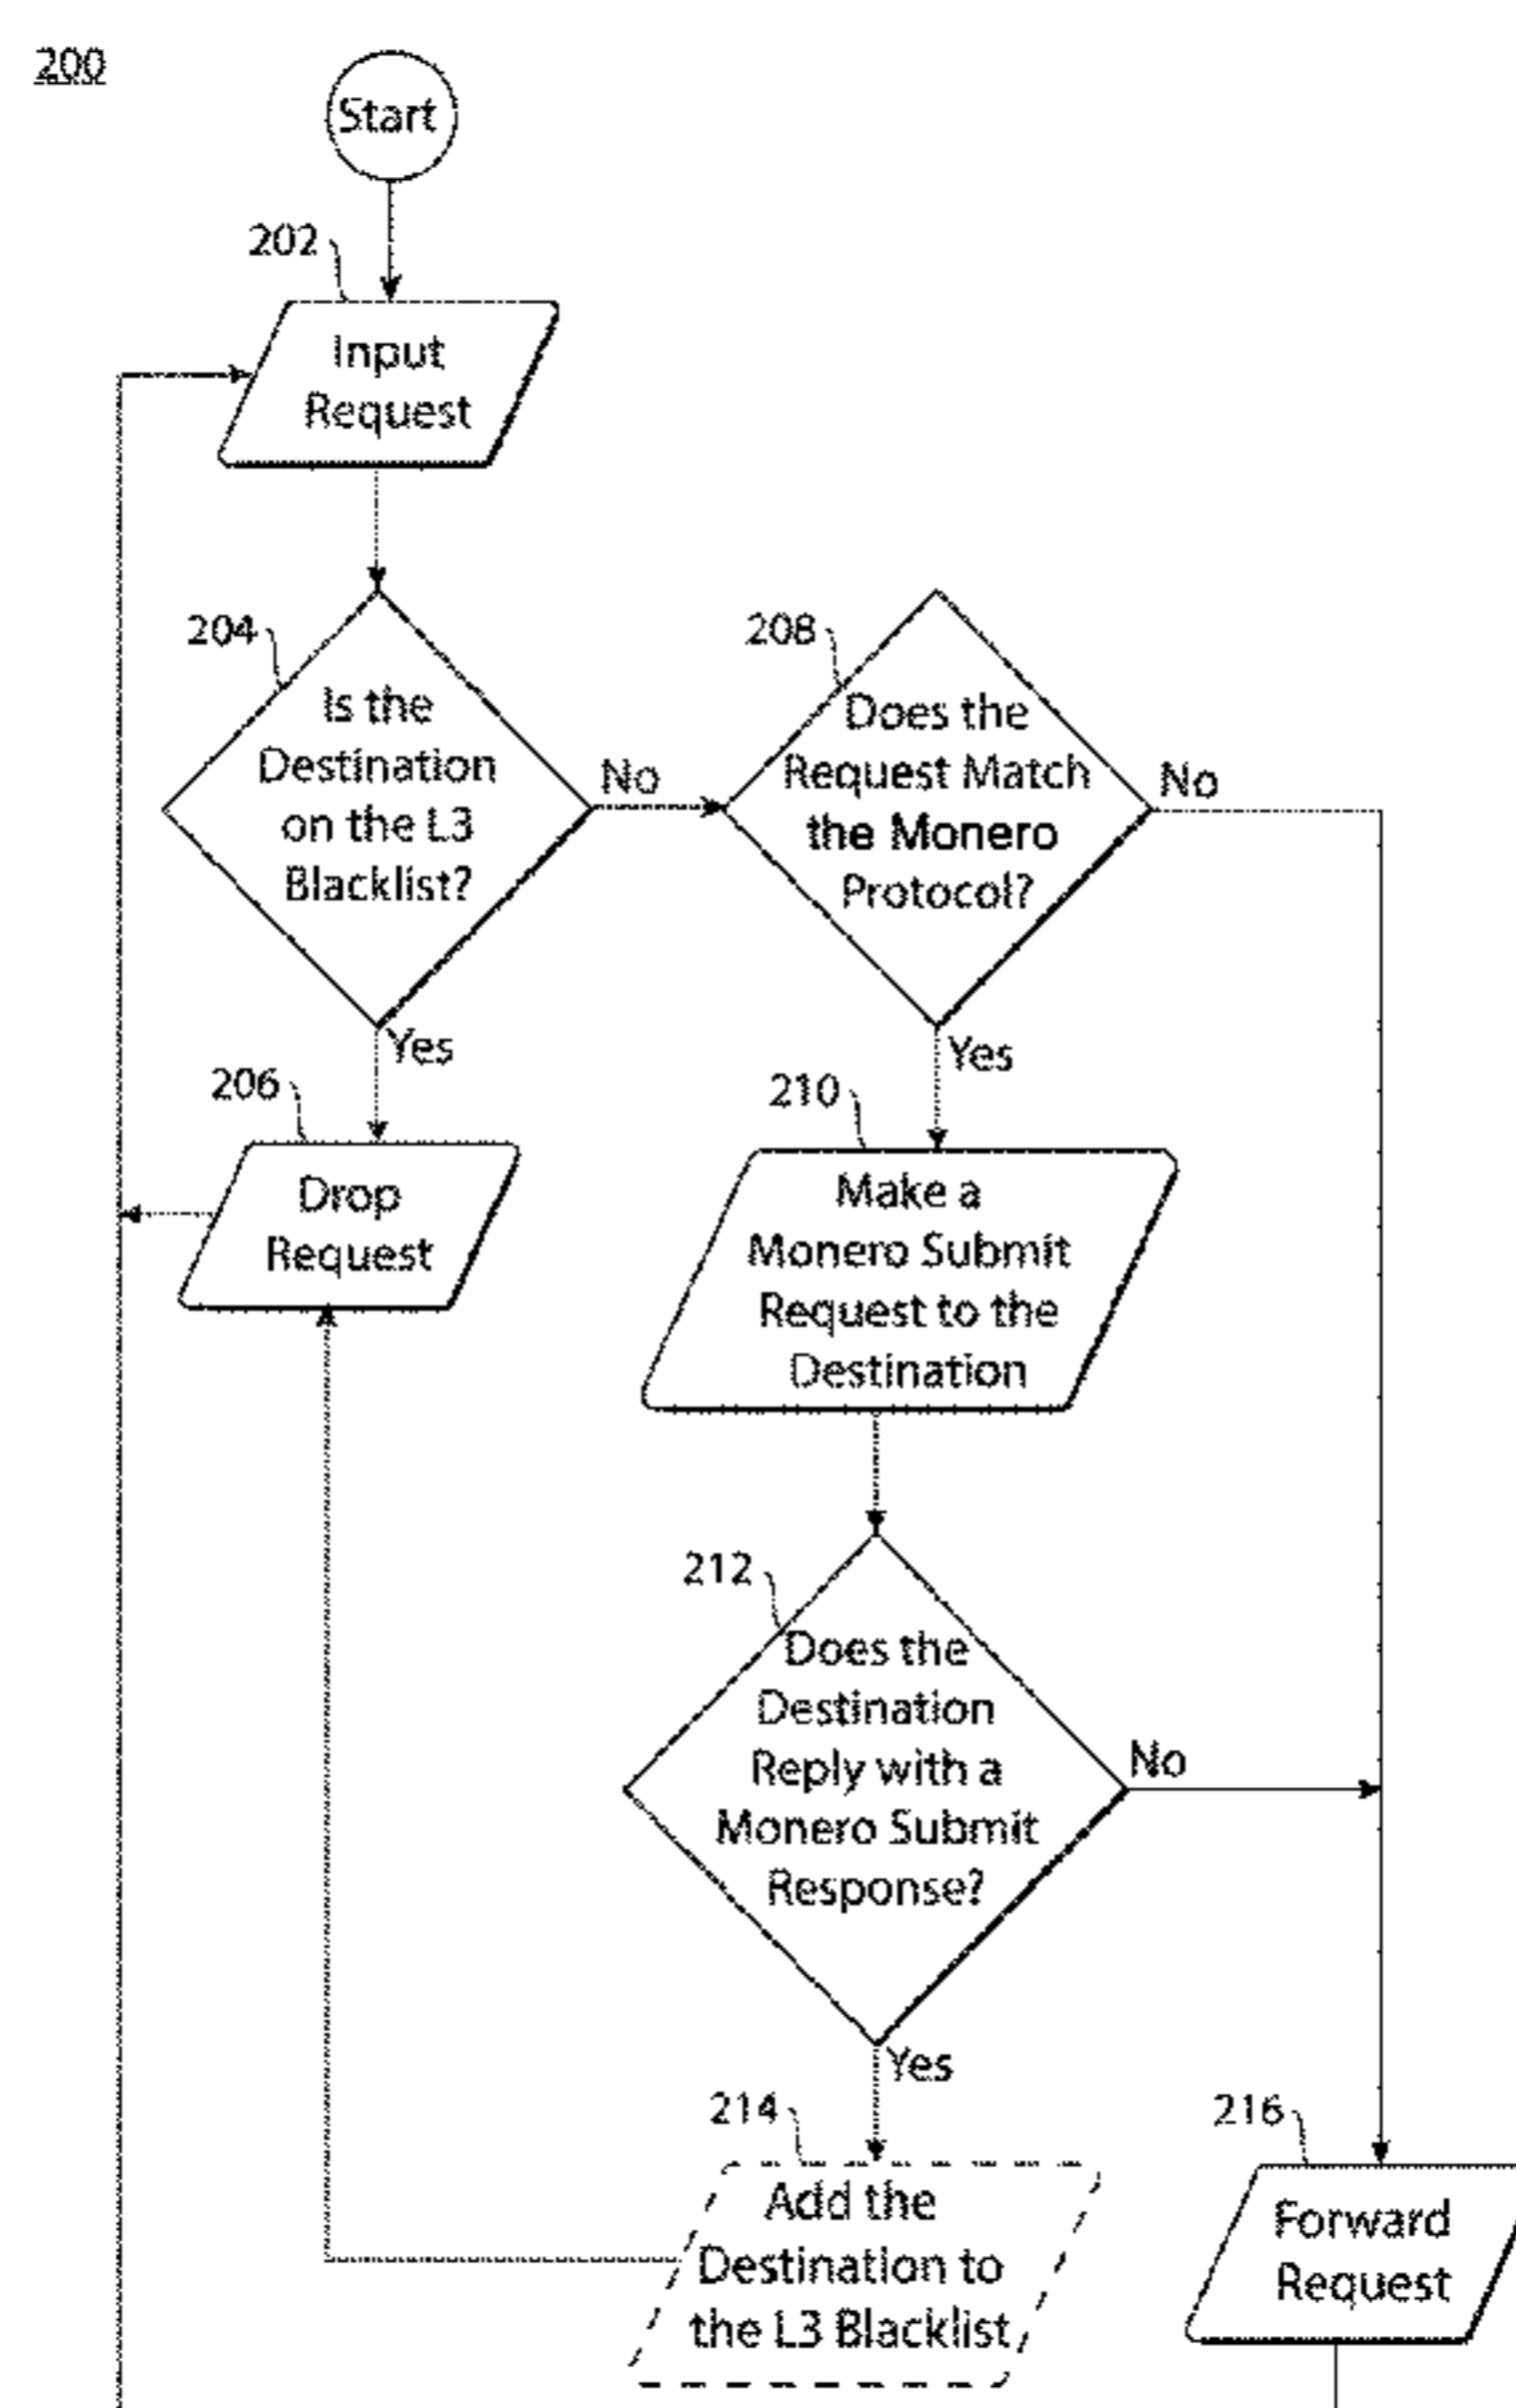 200
Start
202
Input
Request
204
Is the
Destination
on the L3
Blacklist?
No
Yes
208
Does the
Request Match
the Monero
Protocol?
No
Yes
206
Drop
Request
210
Make a
Monero Submit
Request to the
Destination
212
Does the
Destination
Reply with a
Monero Submit
Response?
No
Yes
214
Add the
Destination to
the L3 Blacklist
216
Forward
Request